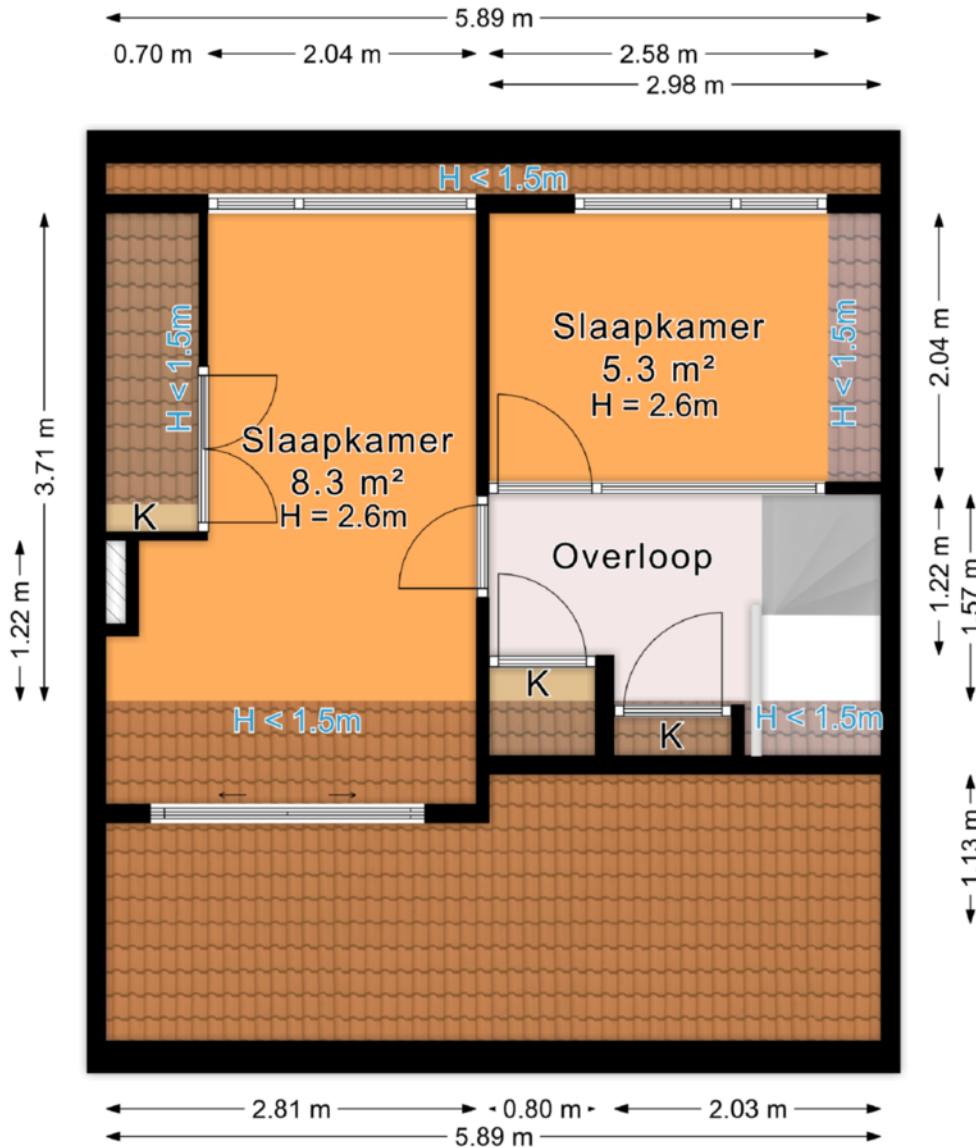 5.89 m
0.70 m
2.04 m
2.58 m
2.98 m
H < 1.5m
H < 1.5m
Slaapkamer
5.3 m²
H = 2.6m
H < 1.5m
2.04 m
3.71 m
Slaapkamer
8.3 m²
H = 2.6m
K
Overloop
1.22 m
1.22 m
1.57 m
K
K
H < 1.5m
H < 1.5m
1.13 m
2.81 m
0.80 m
2.03 m
5.89 m